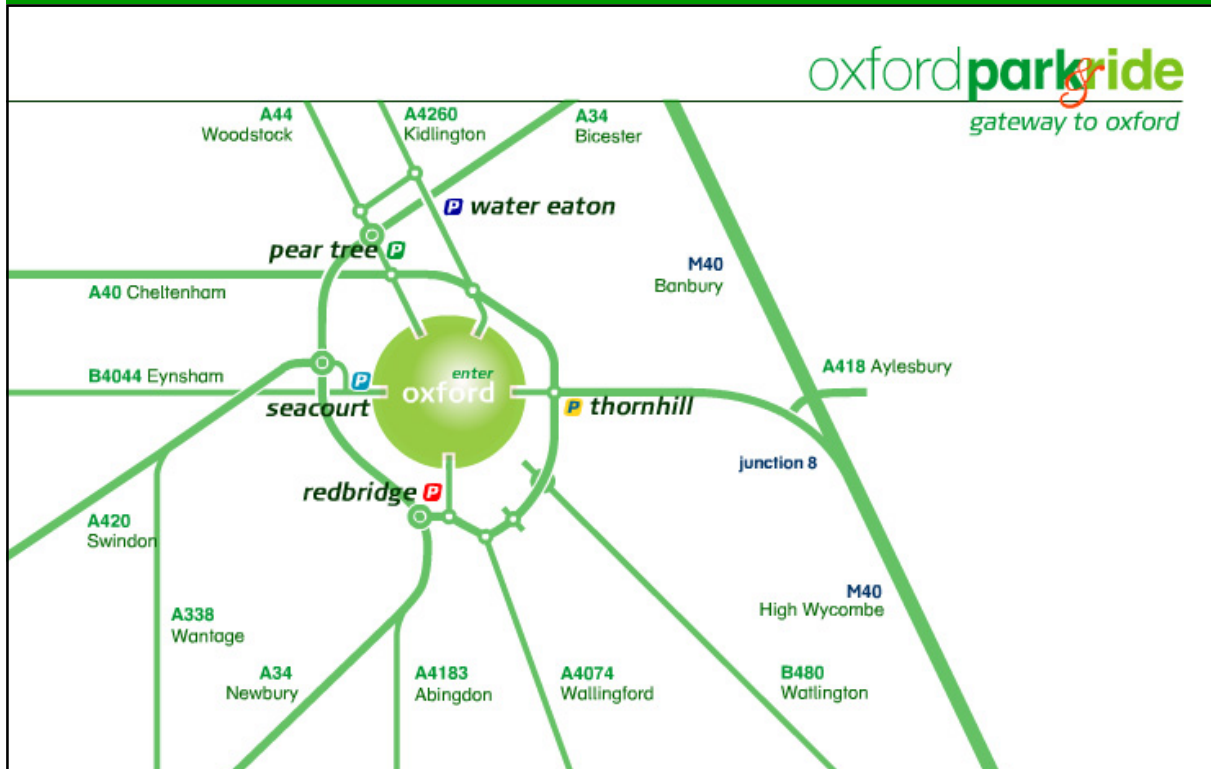 oxfordpark&ride
gateway to oxford
A44
Woodstock
A4260
Kidlington
A34
Bicester
P water eaton
pear tree P
M40
Banbury
A40 Cheltenham
A418 Aylesbury
B4044 Eynsham
P
seacourt
enter
oxford
P thornhill
junction 8
redbridge P
A420
Swindon
M40
High Wycombe
A338
Wantage
A34
Newbury
A4183
Abingdon
A4074
Wallingford
B480
Watlington